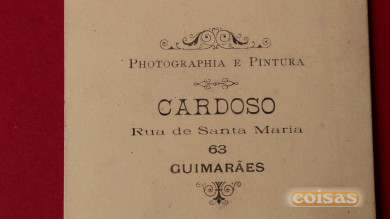 PHOTOGRAPHIA E PINTURA
CARDOSO
Rua de Santa Maria
63
GUIMARÃES
coisas